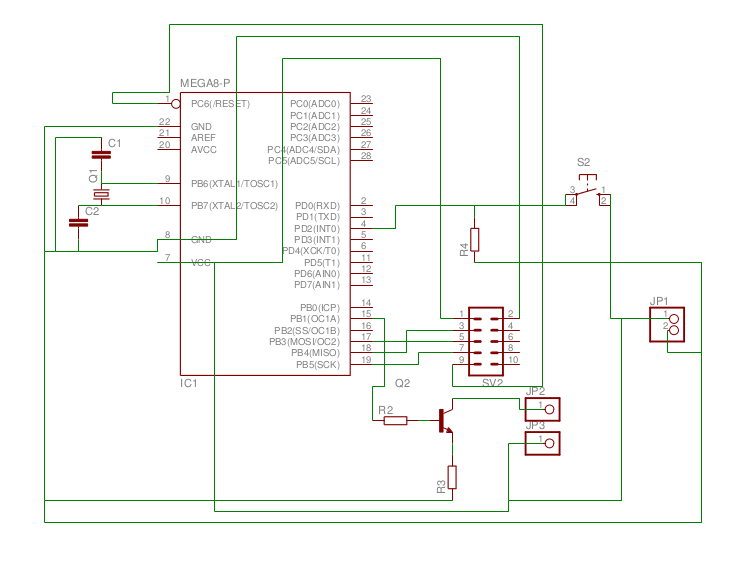 MEGA8-P
1 PC6(/RESET) PC0(ADC0) 23
PC1(ADC1) 24
22 GND PC2(ADC2) 25
21 AREF PC3(ADC3) 26
20 AVCC PC4(ADC4/SDA) 27
PC5(ADC5/SCL) 28
C1
Q1
C2
9 PB6(XTAL1/TOSC1)
10 PB7(XTAL2/TOSC2) PD0(RXD) 2
PD1(TXD) 3
PD2(INT0) 4
8 GND PD3(INT1) 5
PD4(XCK/T0) 6
7 VCC PD5(T1) 11
PD6(AIN0) 12
PD7(AIN1) 13
PB0(ICP) 14
PB1(OC1A) 15
PB2(SS/OC1B) 16
PB3(MOSI/OC2) 17
PB4(MISO) 18
PB5(SCK) 19
IC1
S2
3 1
4 2
R4
JP1
1
2
1 2
3 4
5 6
7 8
9 10
SV2
Q2
R2
R3
JP2
1
JP3
1